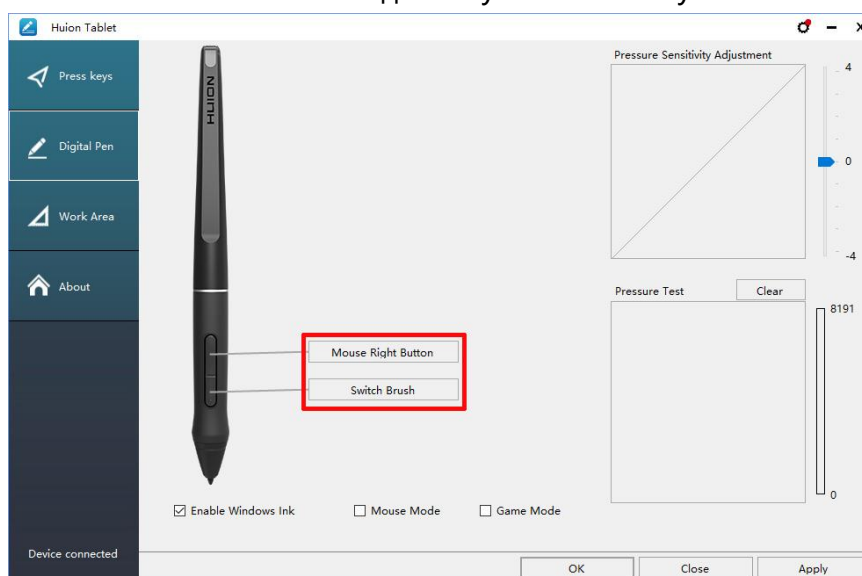 Huion Tablet
Press keys
Digital Pen
Work Area
About
Device connected
HUION
Mouse Right Button
Switch Brush
Enable Windows Ink
Mouse Mode
Game Mode
Pressure Sensitivity Adjustment
4
0
-4
Pressure Test
Clear
8191
0
OK
Close
Apply